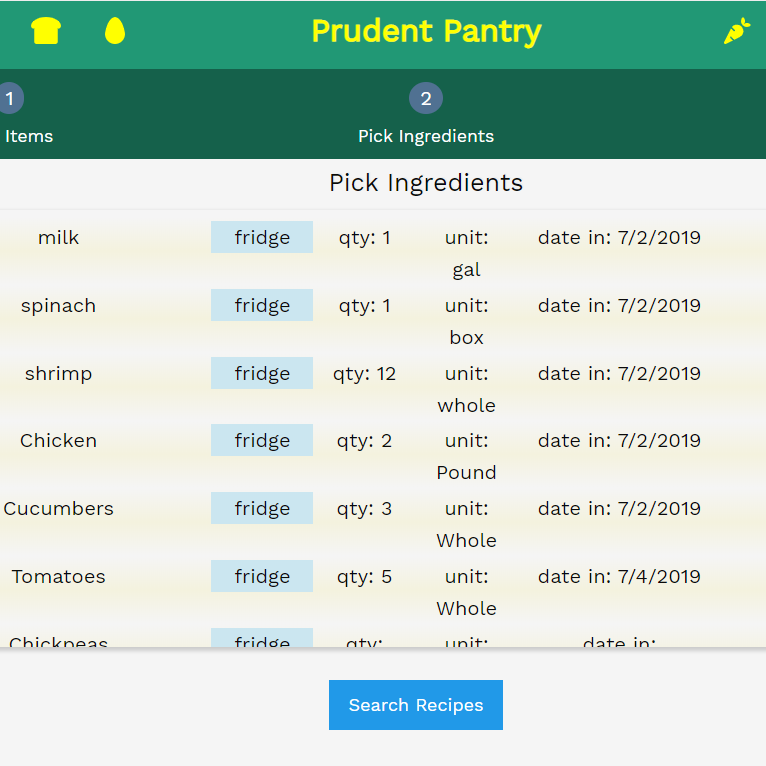 Prudent Pantry
1 2
Items Pick Ingredients
Pick Ingredients
milk fridge qty: 1 unit: date in: 7/2/2019
gal
spinach fridge qty: 1 unit: date in: 7/2/2019
box
shrimp fridge qty: 12 unit: date in: 7/2/2019
whole
Chicken fridge qty: 2 unit: date in: 7/2/2019
Pound
Cucumbers fridge qty: 3 unit: date in: 7/2/2019
Whole
Tomatoes fridge qty: 5 unit: date in: 7/4/2019
Whole
Chickpeas fridge qty: unit: date in:
Search Recipes